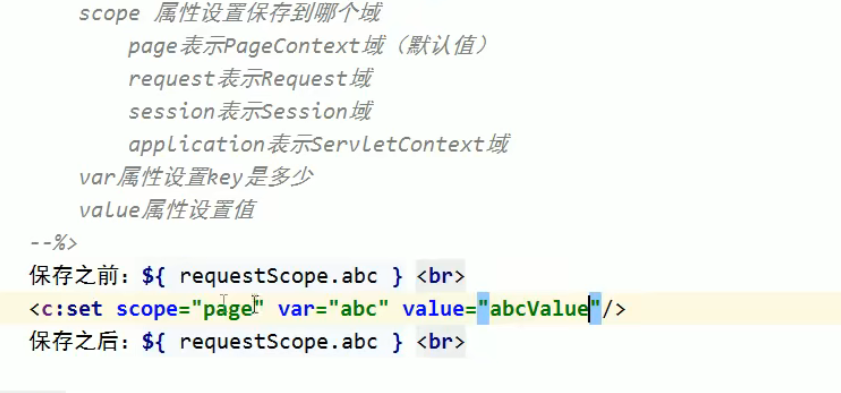 scope 属性设置保存到哪个域
page表示PageContext域（默认值）
request表示Request域
session表示Session域
application表示ServletContext域
var属性设置key是多少
value属性设置值
--%>
保存之前：${ requestScope.abc } <br>
<c:set scope="page" var="abc" value="abcValue"/>
保存之后：${ requestScope.abc } <br>